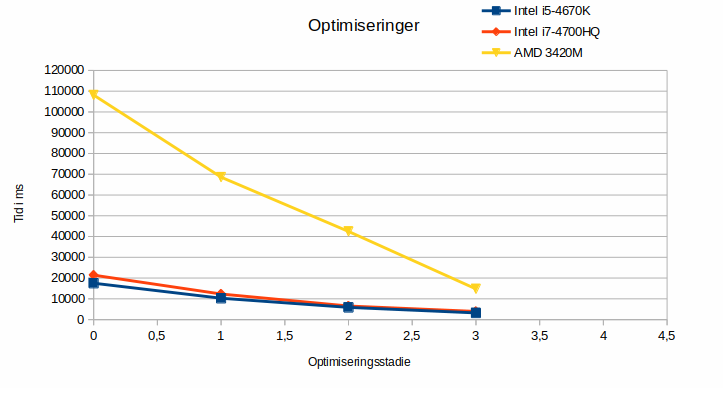 Optimiseringer
Intel i5-4670K
Intel i7-4700HQ
AMD 3420M
120000
110000
100000
90000
80000
70000
60000
50000
40000
30000
20000
10000
0
Tid i ms
0 0,5 1 1,5 2 2,5 3 3,5 4 4,5
Optimiseringsstadie